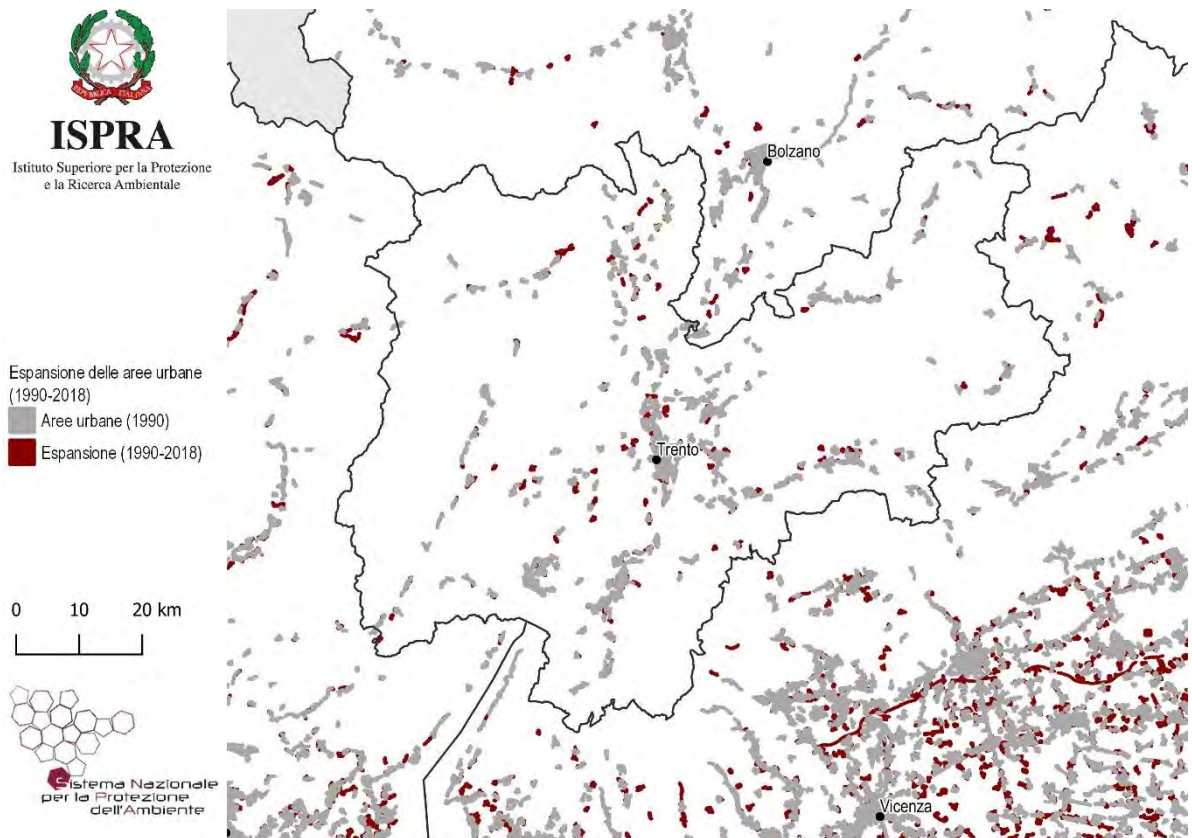 REPVBBLICA ITALIANA
ISPRA
Istituto Superiore per la Protezione
e la Ricerca Ambientale
Bolzano
Espansione delle aree urbane
(1990-2018)
Aree urbane (1990)
Espansione (1990-2018)
Trento
0 10 20 km
Sistema Nazionale
per la Protezione
dell'Ambiente
Vicenza